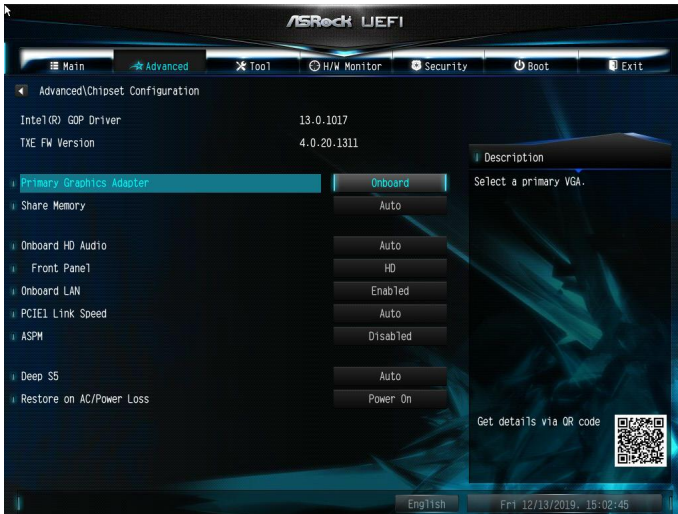 ASRock UEFI
Main Advanced Tool H/W Monitor Security Boot Exit
Advanced\Chipset Configuration
Intel(R) GOP Driver 13.0.1017
TXE FW Version 4.0.20.1311
Description
Primary Graphics Adapter Onboard
Select a primary VGA.
Share Memory Auto
Onboard HD Audio Auto
Front Panel HD
Onboard LAN Enabled
PCIE1 Link Speed Auto
ASPM Disabled
Deep S5 Auto
Restore on AC/Power Loss Power On
Get details via QR code
English Fri 12/13/2019. 15:02:45